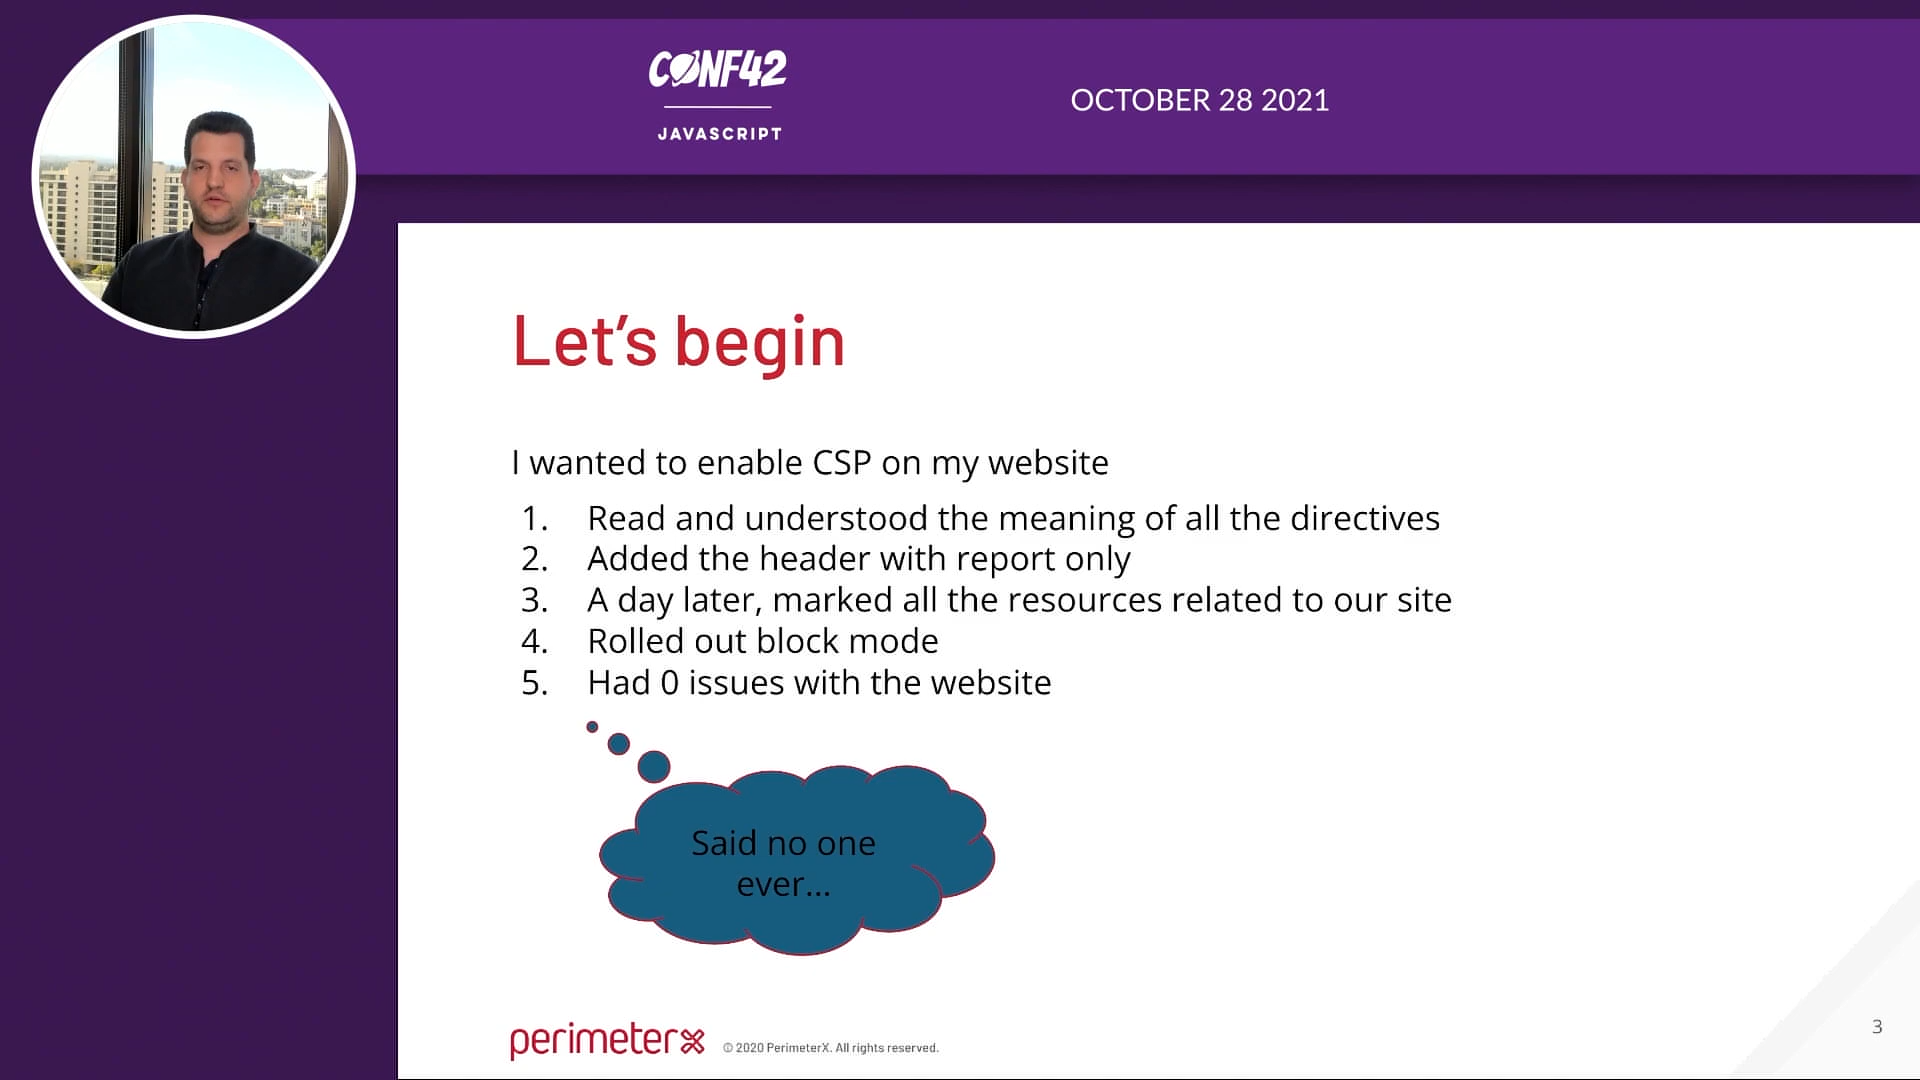 CONF42
JAVASCRIPT
OCTOBER 28 2021
Let’s begin
I wanted to enable CSP on my website
1. Read and understood the meaning of all the directives
2. Added the header with report only
3. A day later, marked all the resources related to our site
4. Rolled out block mode
5. Had 0 issues with the website
Said no one
ever...
perimeterx
© 2020 PerimeterX. All rights reserved.
3